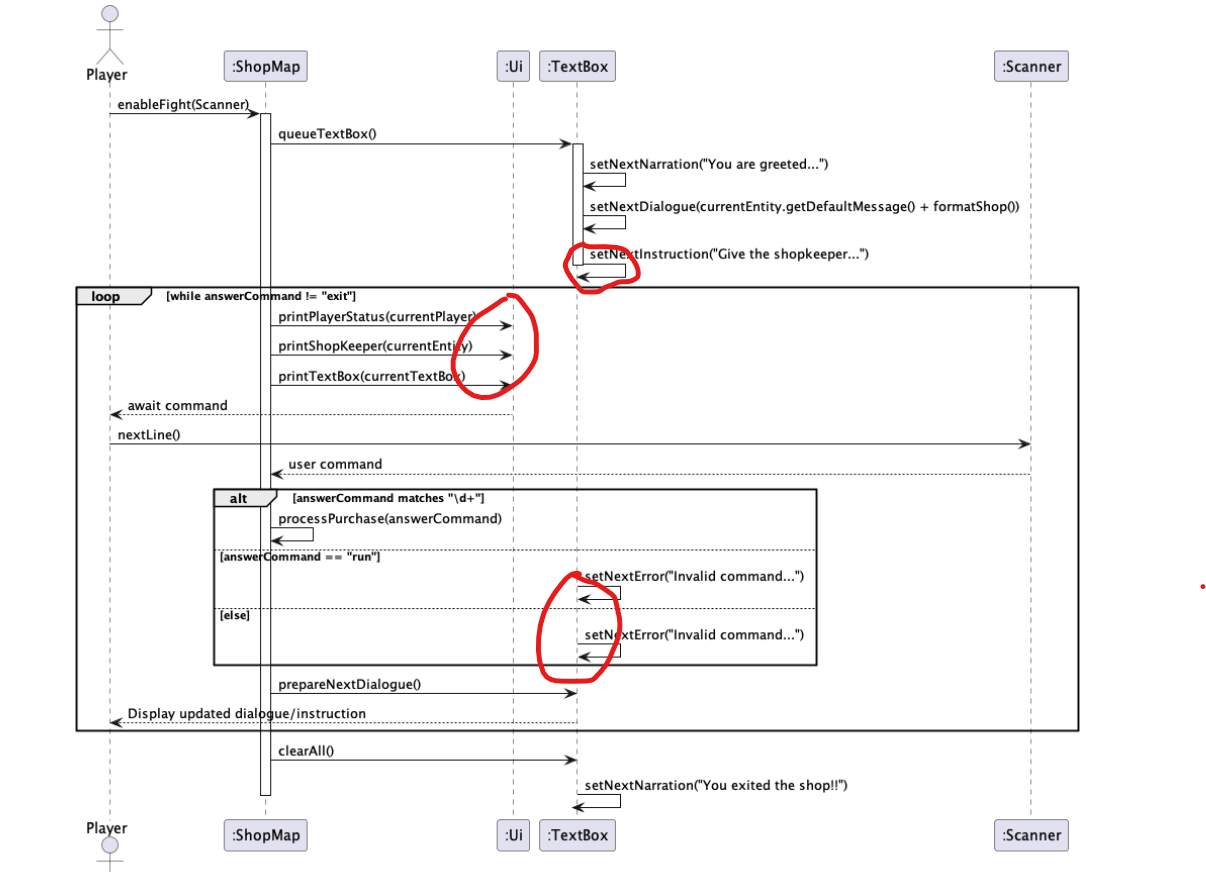 Player
:ShopMap
:Ui
:TextBox
:Scanner
enableFight(Scanner)
queueTextBox()
setNextNarration("You are greeted...")
setNextDialogue(currentEntity.getDefaultMessage() + formatShop())
setNextInstruction("Give the shopkeeper...")
loop
[while answerCommand != "exit"]
printPlayerStatus(currentPlayer)
printShopKeeper(currentEntity)
printTextBox(currentTextBox)
await command
nextLine()
user command
alt
[answerCommand matches "\d+"]
processPurchase(answerCommand)
[answerCommand == "run"]
setNextError("Invalid command...")
[else]
setNextError("Invalid command...")
prepareNextDialogue()
Display updated dialogue/instruction
clearAll()
setNextNarration("You exited the shop!!")
Player
:ShopMap
:Ui
:TextBox
:Scanner